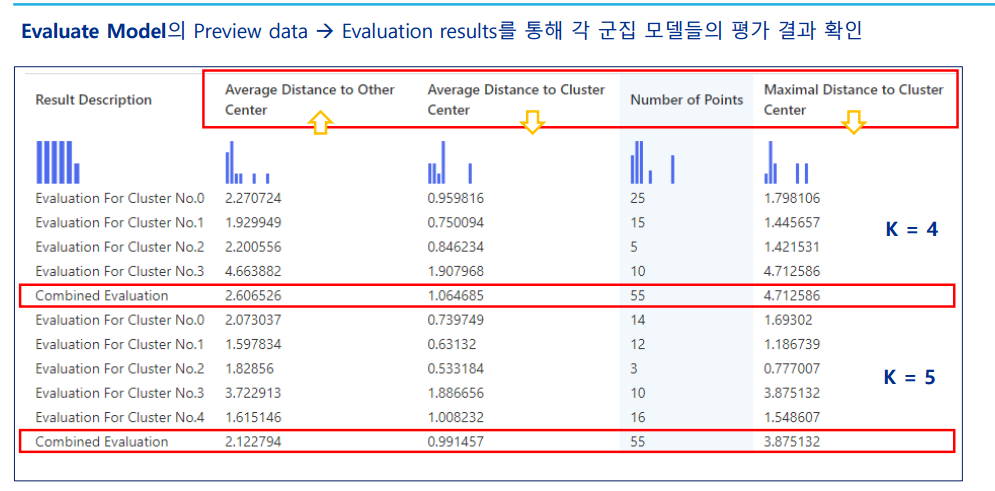 Evaluate Model의 Preview data → Evaluation results를 통해 각 군집 모델들의 평가 결과 확인
Result Description Average Distance to Other Center Average Distance to Cluster Center Number of Points Maximal Distance to Cluster Center
Evaluation For Cluster No.0 2.270724 0.959816 25 1.798106
Evaluation For Cluster No.1 1.929949 0.750094 15 1.445657
Evaluation For Cluster No.2 2.200556 0.846234 5 1.421531
K = 4
Evaluation For Cluster No.3 4.663882 1.907968 10 4.712586
Combined Evaluation 2.606526 1.064685 55 4.712586
Evaluation For Cluster No.0 2.073037 0.739749 14 1.69302
Evaluation For Cluster No.1 1.597834 0.63132 12 1.186739
Evaluation For Cluster No.2 1.82856 0.533184 3 0.777007
K = 5
Evaluation For Cluster No.3 3.722913 1.886656 10 3.875132
Evaluation For Cluster No.4 1.615146 1.008232 16 1.548607
Combined Evaluation 2.122794 0.991457 55 3.875132